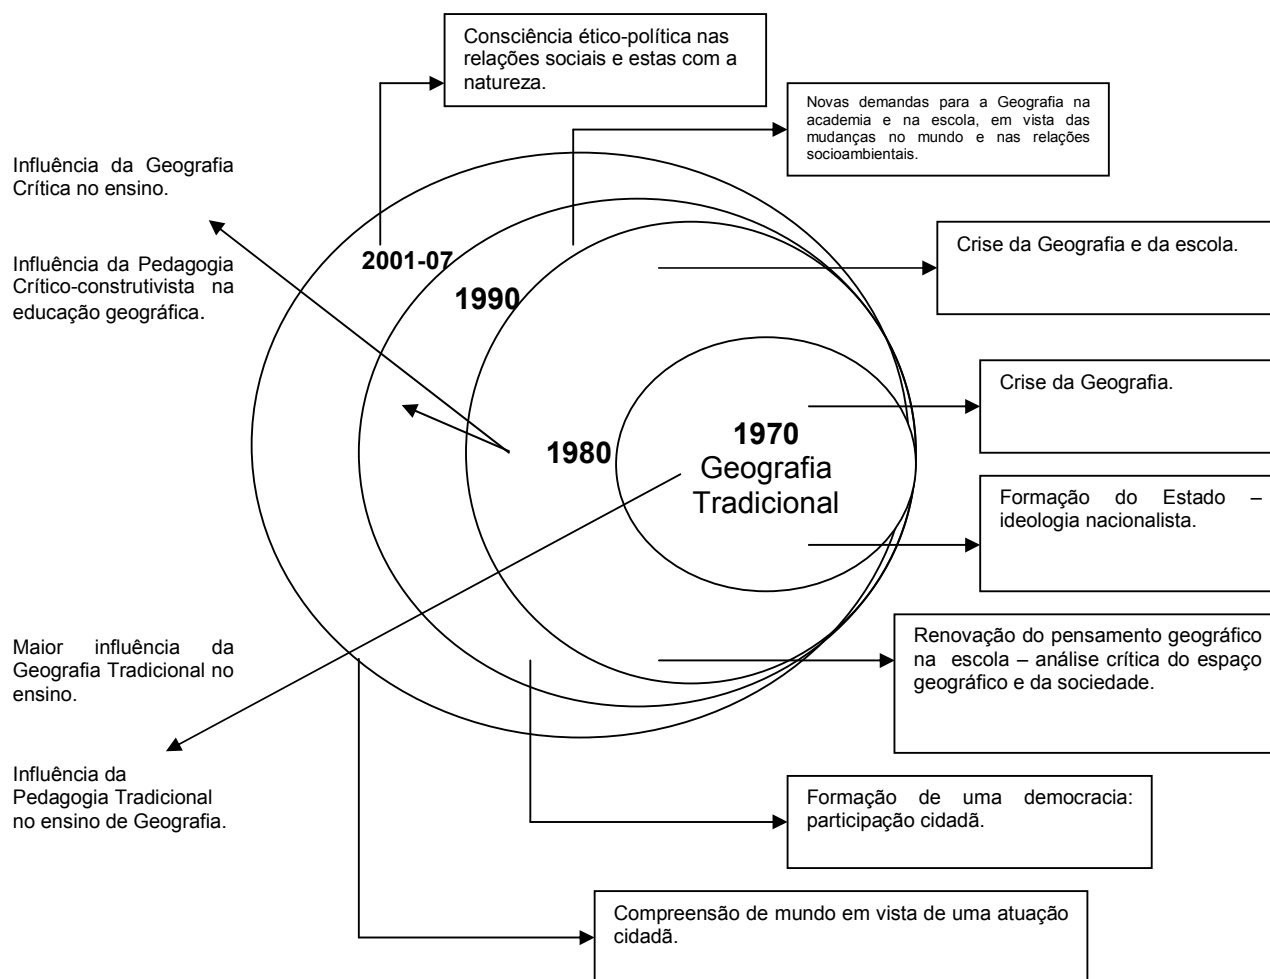 Consciência ético-política nas
relações sociais e estas com a
natureza.
Novas demandas para a Geografia na
academia e na escola, em vista das
mudanças no mundo e nas relações
socioambientais.
Influência da Geografia
Crítica no ensino.
Influência da Pedagogia
Crítico-construtivista na
educação geográfica.
2001-07
1990
Crise da Geografia e da escola.
Crise da Geografia.
1980
1970
Geografia
Tradicional
Formação do Estado –
ideologia nacionalista.
Maior influência da
Geografia Tradicional no
ensino.
Renovação do pensamento geográfico
na escola – análise crítica do espaço
geográfico e da sociedade.
Influência da
Pedagogia Tradicional
no ensino de Geografia.
Formação de uma democracia:
participação cidadã.
Compreensão de mundo em vista de uma atuação
cidadã.